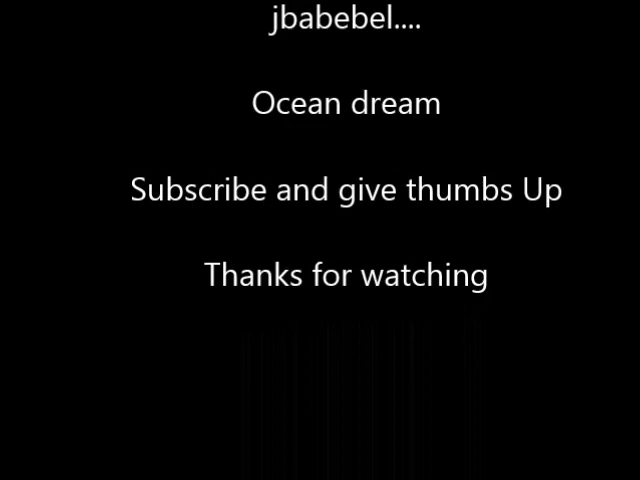 jbabebel....
Ocean dream
Subscribe and give thumbs Up
Thanks for watching